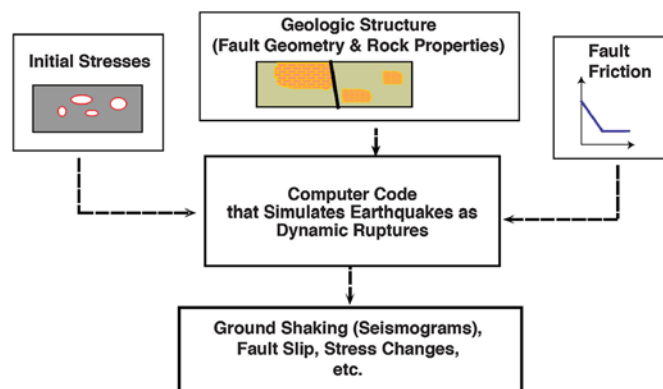 Initial Stresses
Geologic Structure
(Fault Geometry & Rock Properties)
Fault
Friction
Computer Code
that Simulates Earthquakes as
Dynamic Ruptures
Ground Shaking (Seismograms),
Fault Slip, Stress Changes,
etc.